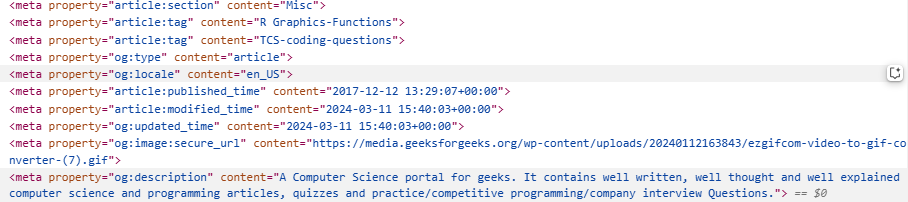 <meta property="article:section" content="Misc">
<meta property="article:tag" content="R Graphics-Functions">
<meta property="article:tag" content="TCS-coding-questions">
<meta property="og:type" content="article">
<meta property="og:locale" content="en_US">
<meta property="article:published_time" content="2017-12-12 13:29:07+00:00">
<meta property="article:modified_time" content="2024-03-11 15:40:03+00:00">
<meta property="og:updated_time" content="2024-03-11 15:40:03+00:00">
<meta property="og:image:secure_url" content="https://media.geeksforgeeks.org/wp-content/uploads/20240112163843/ezgifcom-video-to-gif-co
nverter-(7).gif">
<meta property="og:description" content="A Computer Science portal for geeks. It contains well written, well thought and well explained
computer science and programming articles, quizzes and practice/competitive programming/company interview Questions."> == $0